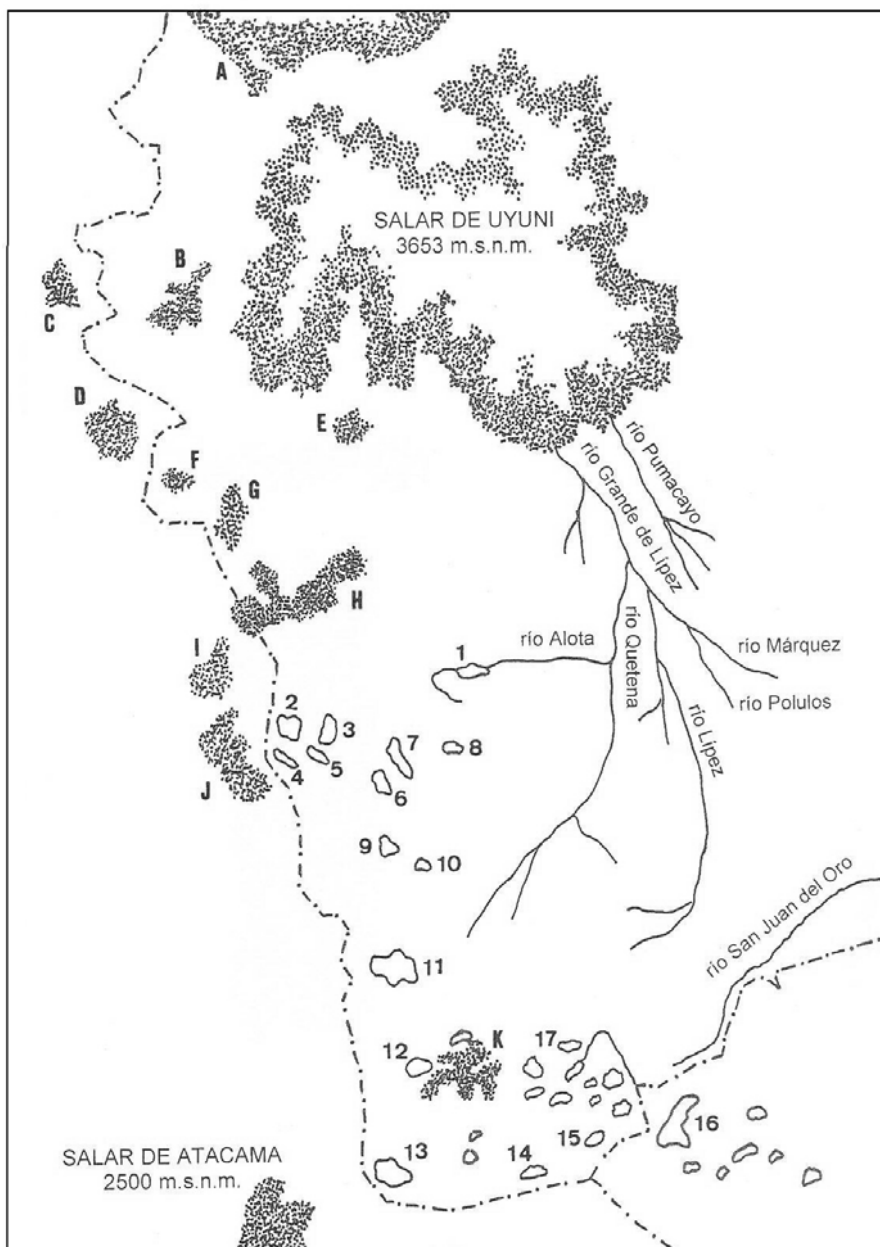 A
SALAR DE UYUNI
3653 m.s.n.m.
B
C
D
E
F
G
río Pumacayo
río Grande de Lípez
H
río Alota
1
río Quetena
río Márquez
río Polulos
río Lípez
I
2
3
4
5
7
8
6
J
9
10
11
río San Juan del Oro
K
17
12
16
15
13
14
SALAR DE ATACAMA
2500 m.s.n.m.